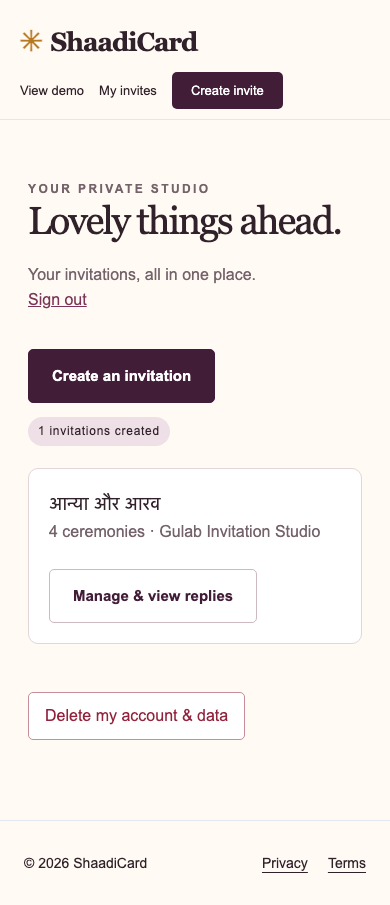 ShaadiCard
View demo My invites Create invite
YOUR PRIVATE STUDIO
Lovely things ahead.
Your invitations, all in one place.
Sign out
Create an invitation
1 invitations created
आन्या और आरव
4 ceremonies · Gulab Invitation Studio
Manage & view replies
Delete my account & data
© 2026 ShaadiCard Privacy Terms